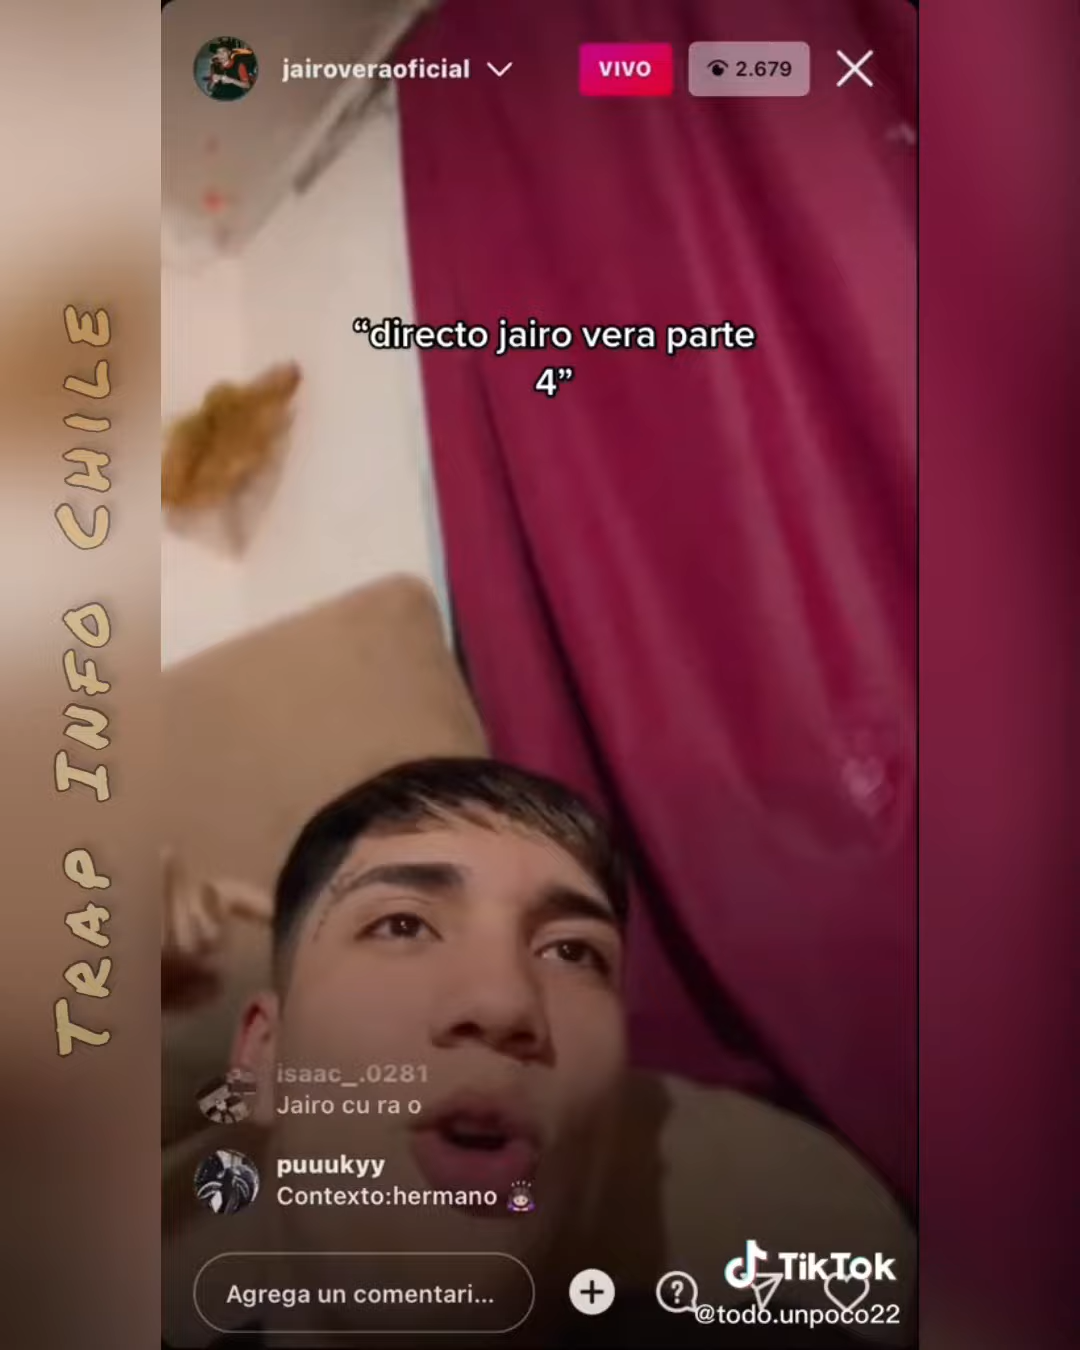 jairoveraoficial
VIVO
2.679
“directo jairo vera parte
4”
TRAP INFO CHILE
isaac_.0281
Jairo cu ra o
puuukyy
Contexto:hermano
Agrega un comentari...
TikTok
@todo.unpoco22